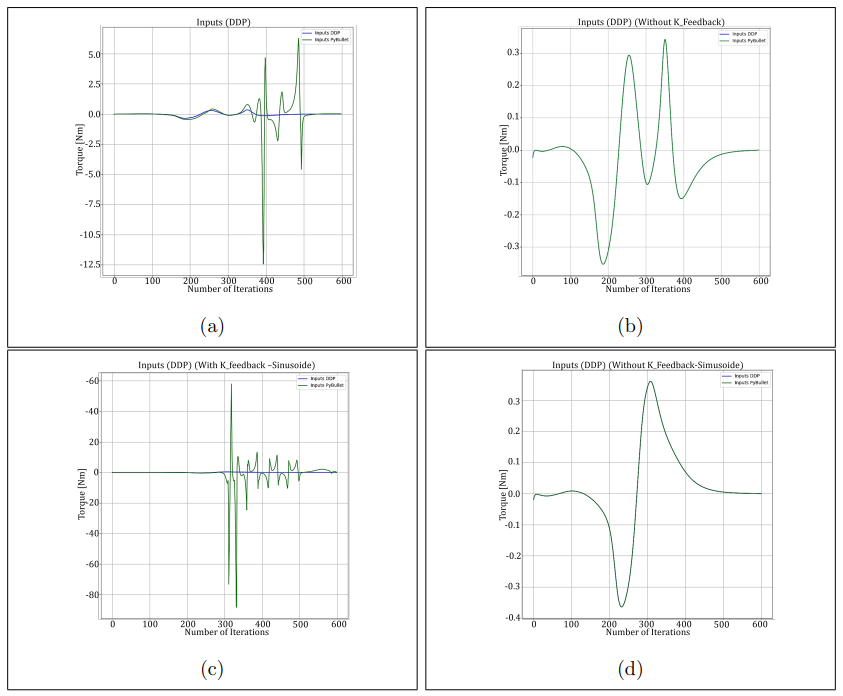 Inputs (DDP)
Inputs DDP
Inputs PyBullet
5.0
2.5
0.0
-2.5
-5.0
-7.5
-10.5
-12.5
Torque [Nm]
0 100 200 300 400 500 600
Number of Iterations
(a)
Inputs (DDP) (Without K_Feedback)
Inputs DDP
Inputs PyBullet
0.3
0.2
0.1
0.0
-0.1
-0.2
-0.3
Torque [Nm]
0 100 200 300 400 500 600
Number of Iterations
(b)
Inputs (DDP) (With K_feedback –Sinusoide)
Inputs DDP
Inputs PyBullet
-60
-40
20
0
-20
-40
-60
-80
Torque [Nm]
0 100 200 300 400 500 600
Number of Iterations
(c)
Inputs (DDP) (Without K_Feedback-Simusoide)
Inputs DDP
Inputs PyBullet
0.3
0.2
0.1
0.0
-0.1
-0.2
-0.3
-0.4
Torque [Nm]
0 100 200 300 400 500 600
Number of Iterations
(d)